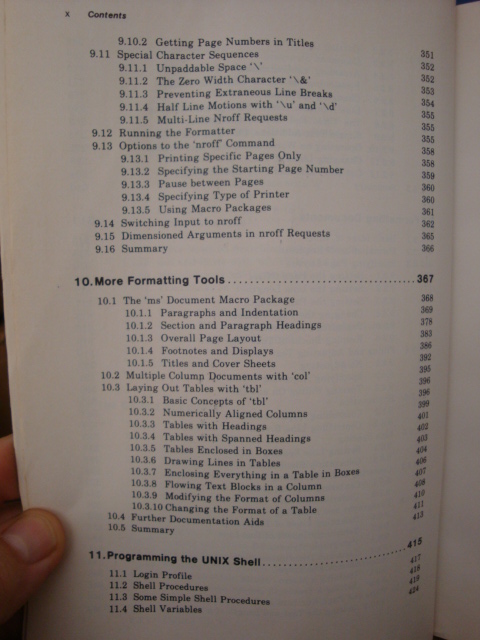 x Contents
9.10.2 Getting Page Numbers in Titles 351
9.11 Special Character Sequences 352
9.11.1 Unpaddable Space '\' 352
9.11.2 The Zero Width Character '\&' 353
9.11.3 Preventing Extraneous Line Breaks 354
9.11.4 Half Line Motions with '\u' and '\d' 355
9.11.5 Multi-Line Nroff Requests 355
9.12 Running the Formatter 355
9.13 Options to the 'nroff' Command 358
9.13.1 Printing Specific Pages Only 358
9.13.2 Specifying the Starting Page Number 359
9.13.3 Pause between Pages 360
9.13.4 Specifying Type of Printer 360
9.13.5 Using Macro Packages 361
9.14 Switching Input to nroff 362
9.15 Dimensioned Arguments in nroff Requests 365
9.16 Summary 366
10. More Formatting Tools ........................................ 367
10.1 The 'ms' Document Macro Package 368
10.1.1 Paragraphs and Indentation 369
10.1.2 Section and Paragraph Headings 378
10.1.3 Overall Page Layout 383
10.1.4 Footnotes and Displays 386
10.1.5 Titles and Cover Sheets 392
10.2 Multiple Column Documents with 'col' 395
10.3 Laying Out Tables with 'tbl' 396
10.3.1 Basic Concepts of 'tbl' 396
10.3.2 Numerically Aligned Columns 399
10.3.3 Tables with Headings 401
10.3.4 Tables with Spanned Headings 402
10.3.5 Tables Enclosed in Boxes 403
10.3.6 Drawing Lines in Tables 404
10.3.7 Enclosing Everything in a Table in Boxes 406
10.3.8 Flowing Text Blocks in a Column 407
10.3.9 Modifying the Format of Columns 408
10.3.10 Changing the Format of a Table 410
10.4 Further Documentation Aids 411
10.5 Summary 413
11. Programming the UNIX Shell ................................ 415
11.1 Login Profile 417
11.2 Shell Procedures 418
11.3 Some Simple Shell Procedures 418
11.4 Shell Variables 424